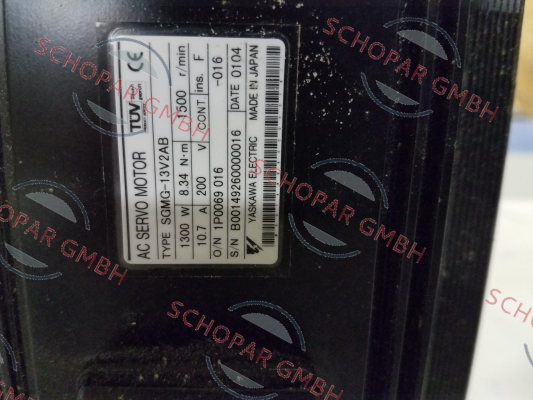 AC SERVO MOTOR
TÜV
CE
TYPE SGMG-13V2AB
1300 W 8.34 N·m 1500 r/min
10.7 A 200 V CONT. ins. F
O/N 1P0069 016 -016
S/N B00149260000016 DATE 0104
YASKAWA ELECTRIC MADE IN JAPAN
SCHOPAR GMBH
SCHOPAR GMBH
SCHOPAR GMBH
SCHOPAR GMBH
SCHOPAR GMBH